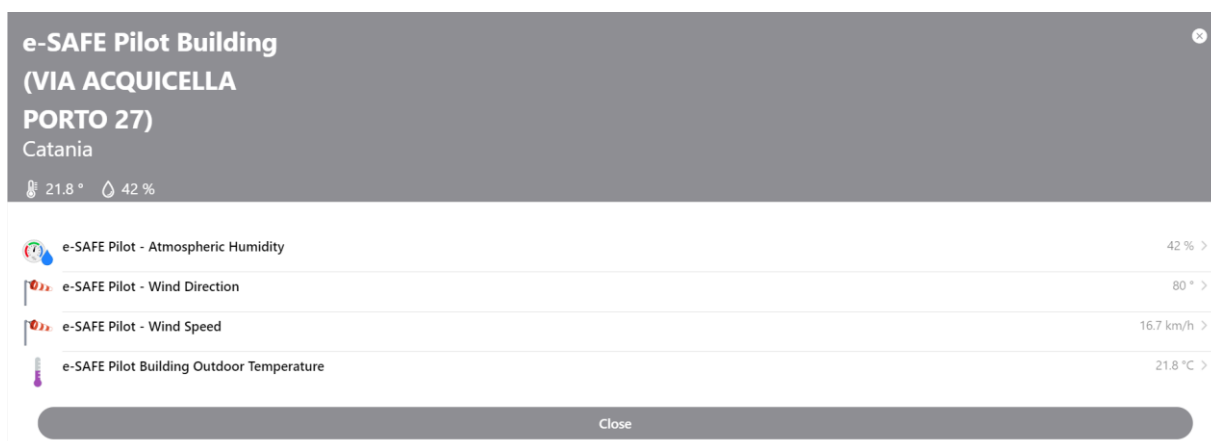 e-SAFE Pilot Building
(VIA ACQUICELLA
PORTO 27)
Catania
21.8 ° 42 %
e-SAFE Pilot - Atmospheric Humidity 42 %
e-SAFE Pilot - Wind Direction 80 °
e-SAFE Pilot - Wind Speed 16.7 km/h
e-SAFE Pilot Building Outdoor Temperature 21.8 °C
Close